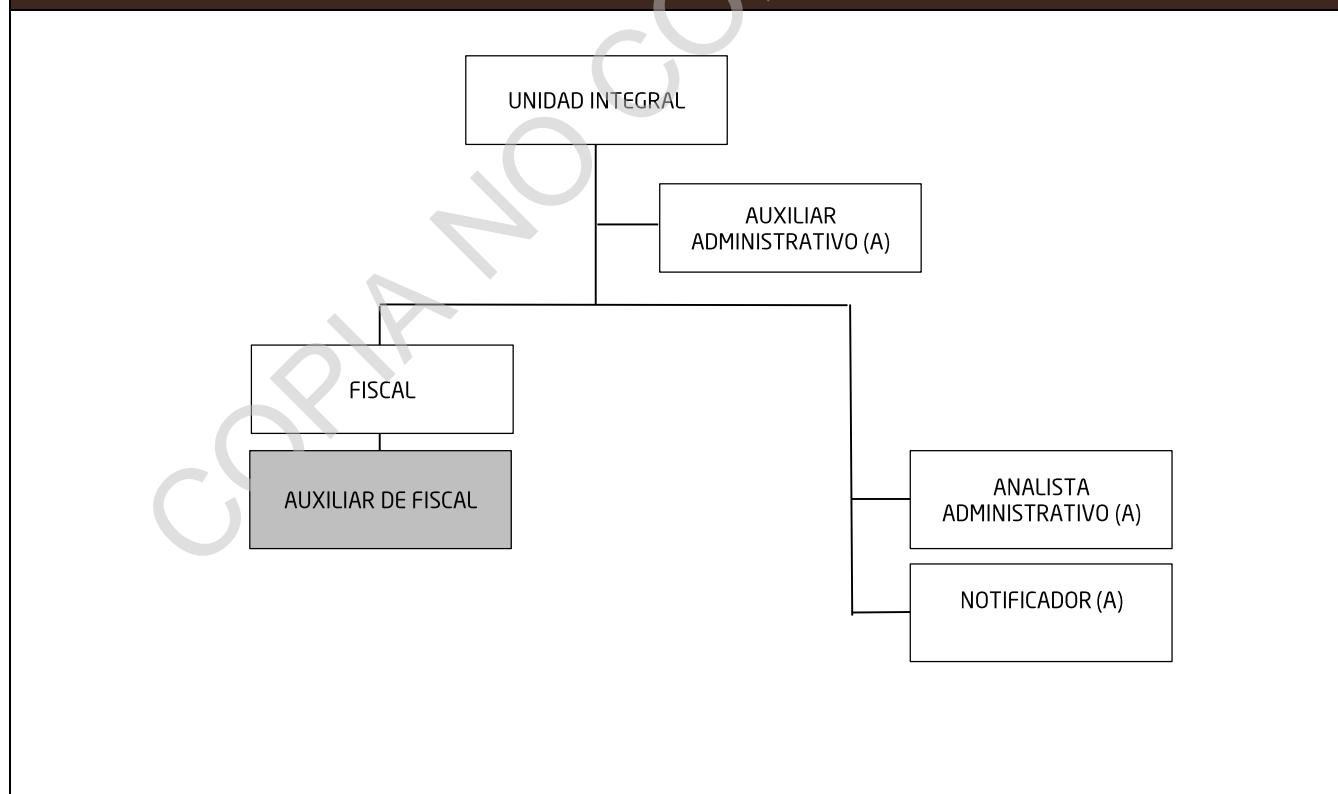 UNIDAD INTEGRAL
AUXILIAR
ADMINISTRATIVO (A)
FISCAL
AUXILIAR DE FISCAL
ANALISTA
ADMINISTRATIVO (A)
NOTIFICADOR (A)
COPIA NO CO